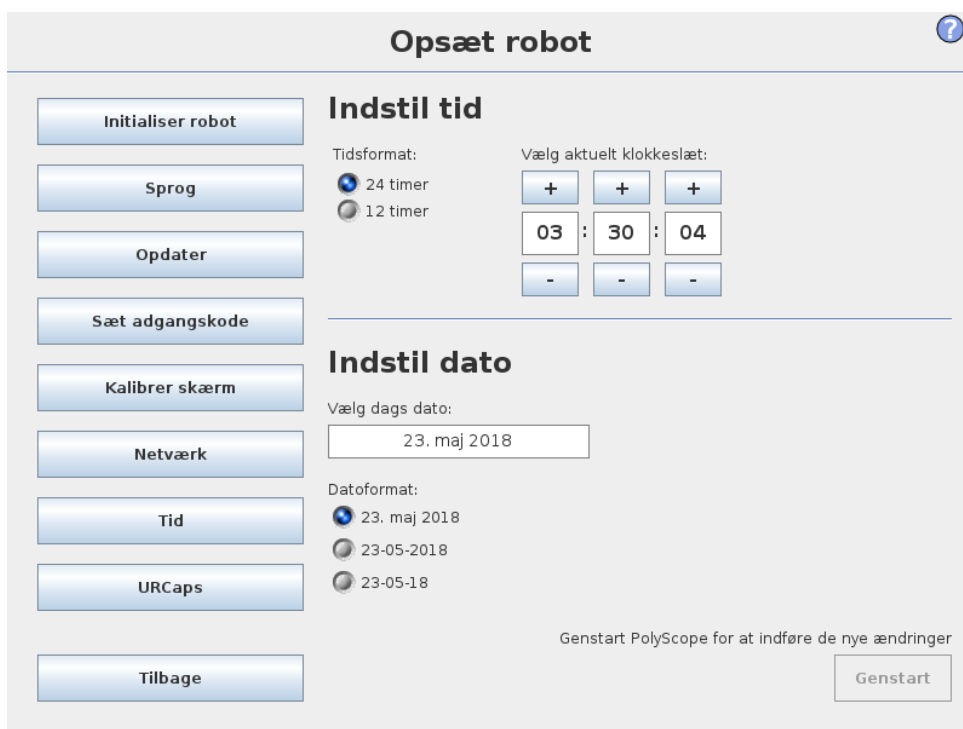 Opsæt robot
?
Initialiser robot
Sprog
Opdater
Sæt adgangskode
Kalibrer skærm
Netværk
Tid
URCaps
Tilbage
Indstil tid
Tidsformat:
24 timer
12 timer
Vælg aktuelt klokkeslæt:
+ + +
03 : 30 : 04
- - -
Indstil dato
Vælg dags dato:
23. maj 2018
Datoformat:
23. maj 2018
23-05-2018
23-05-18
Genstart PolyScope for at indføre de nye ændringer
Genstart